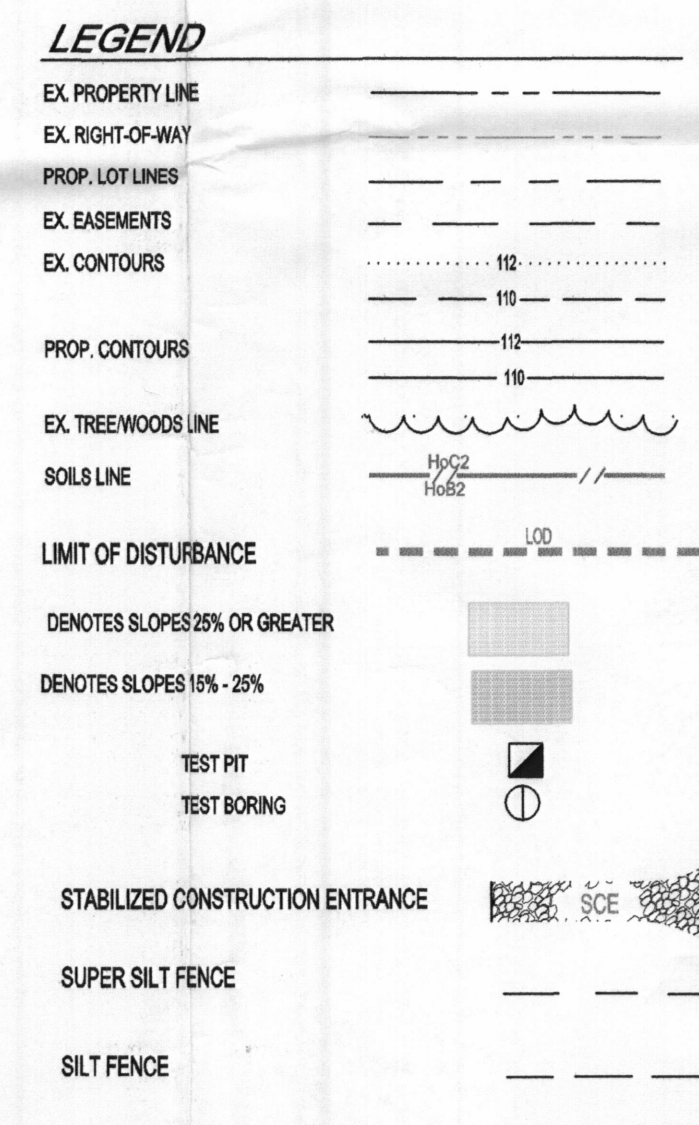 LEGEND
EX. PROPERTY LINE
EX. RIGHT-OF-WAY
PROP. LOT LINES
EX. EASEMENTS
EX. CONTOURS 112
110
PROP. CONTOURS 112
110
EX. TREE/WOODS LINE
SOILS LINE HoC2
HoB2
LIMIT OF DISTURBANCE LOD
DENOTES SLOPES 25% OR GREATER
DENOTES SLOPES 15% - 25%
TEST PIT
TEST BORING
STABILIZED CONSTRUCTION ENTRANCE SCE
SUPER SILT FENCE
SILT FENCE